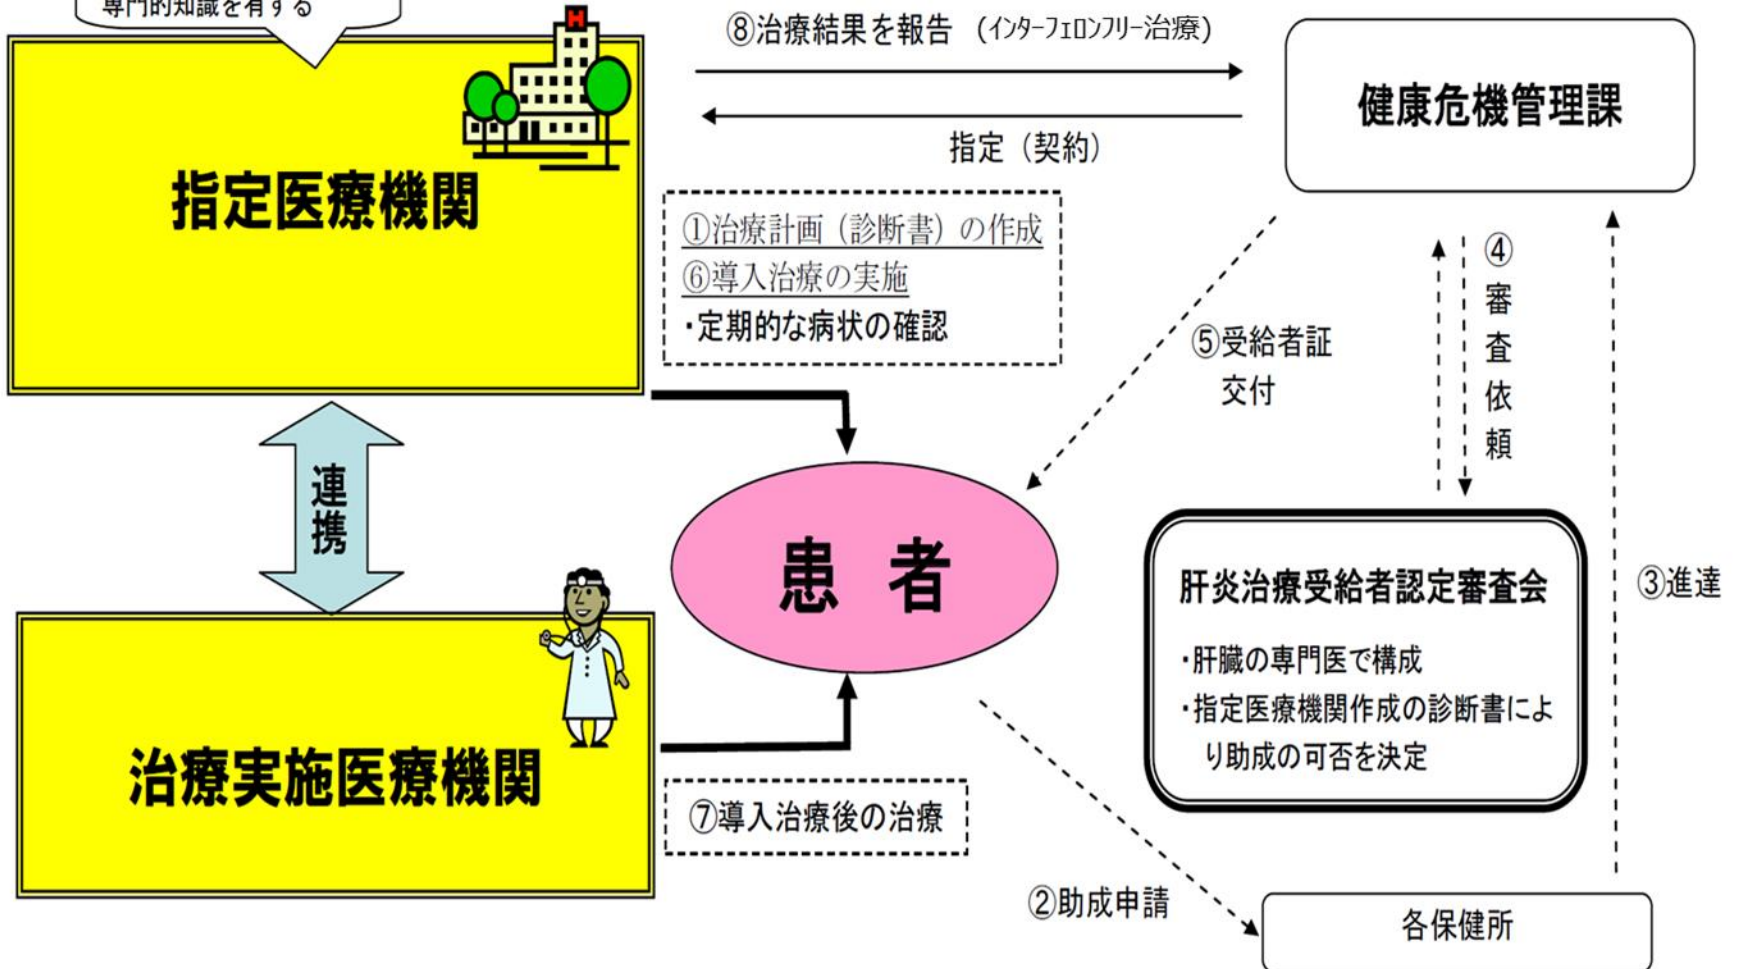 専門的知識を有する
⑧治療結果を報告 (インターフェロンフリー治療)
健康危機管理課
指定(契約)
H
指定医療機関
①治療計画(診断書)の作成
⑥導入治療の実施
・定期的な病状の確認
④審査依頼
⑤受給者証
交付
連携
患 者
肝炎治療受給者認定審査会
・肝臓の専門医で構成
・指定医療機関作成の診断書によ
り助成の可否を決定
③進達
治療実施医療機関
⑦導入治療後の治療
②助成申請
各保健所